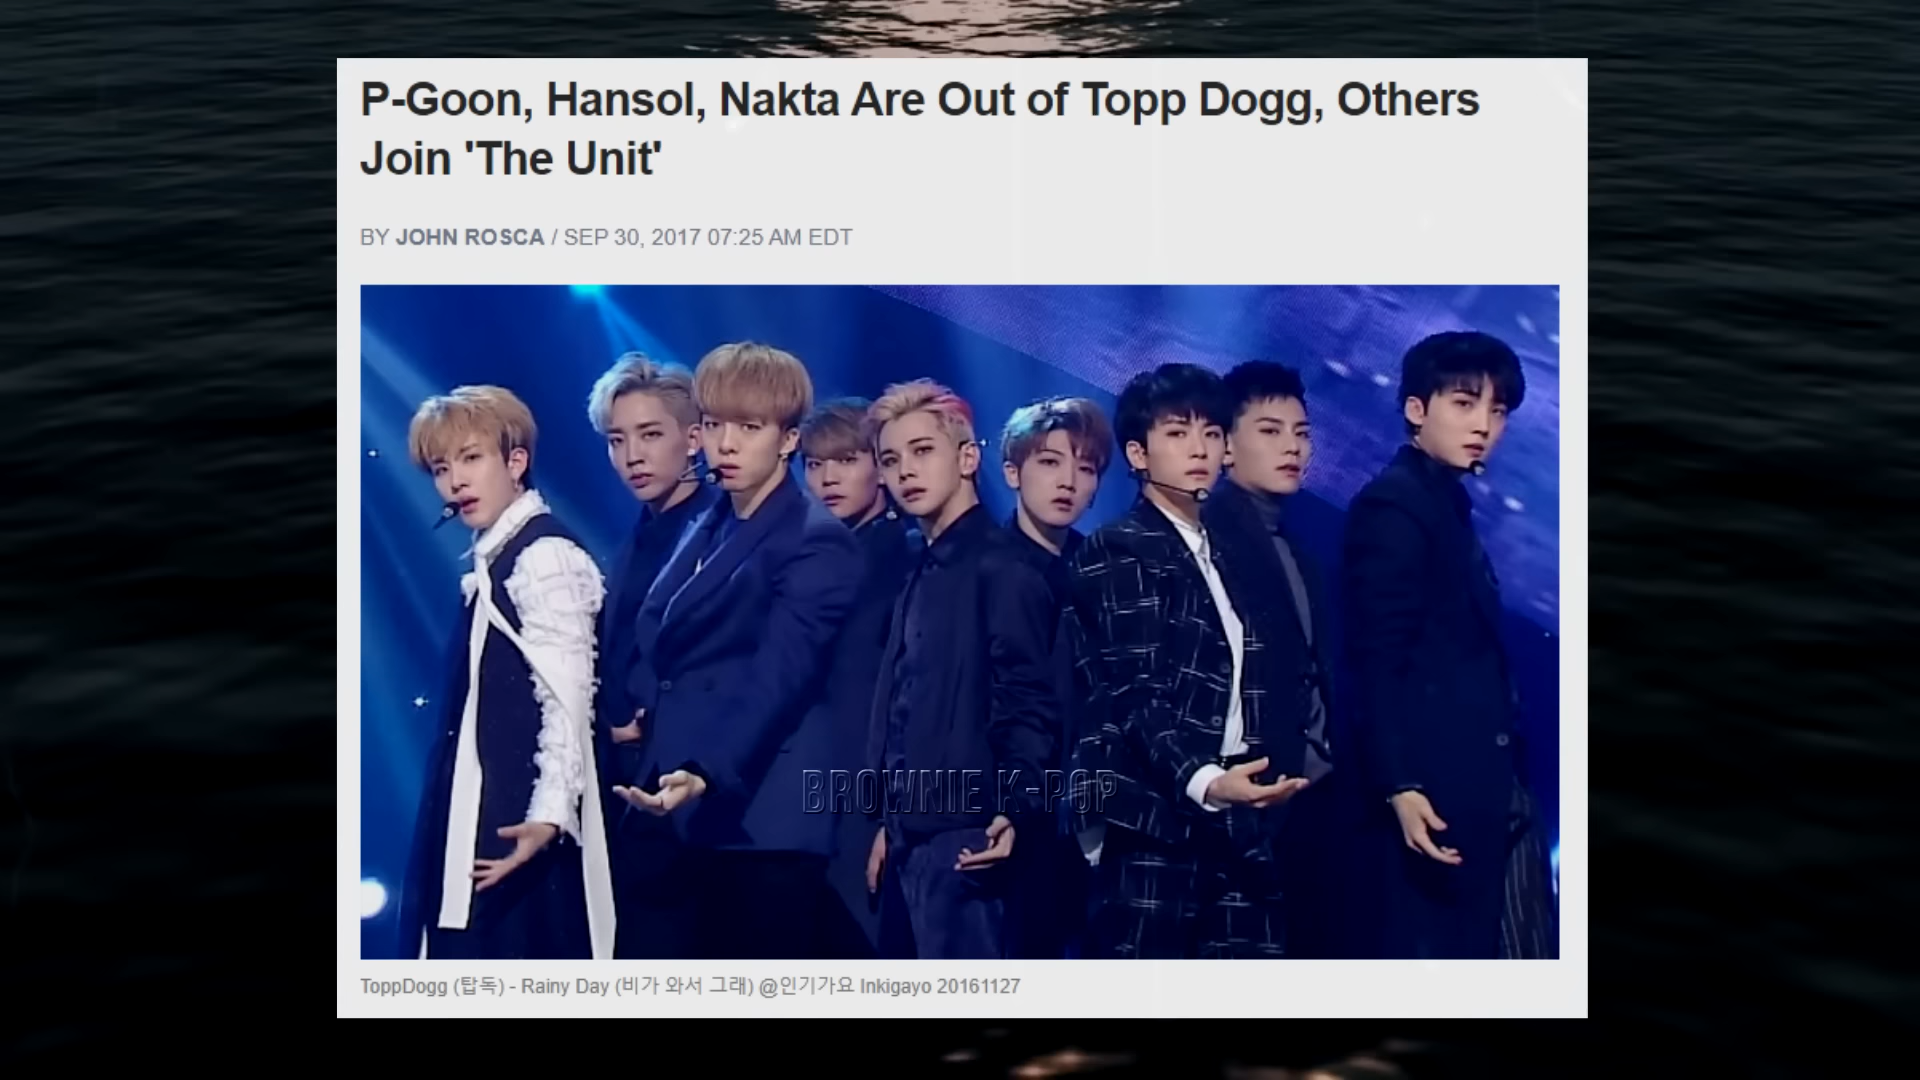 P-Goon, Hansol, Nakta Are Out of Topp Dogg, Others
Join 'The Unit'
BY JOHN ROSCA / SEP 30, 2017 07:25 AM EDT
BROWNIE K-POP
ToppDogg (탑독) - Rainy Day (비가 와서 그래) @인기가요 Inkigayo 20161127